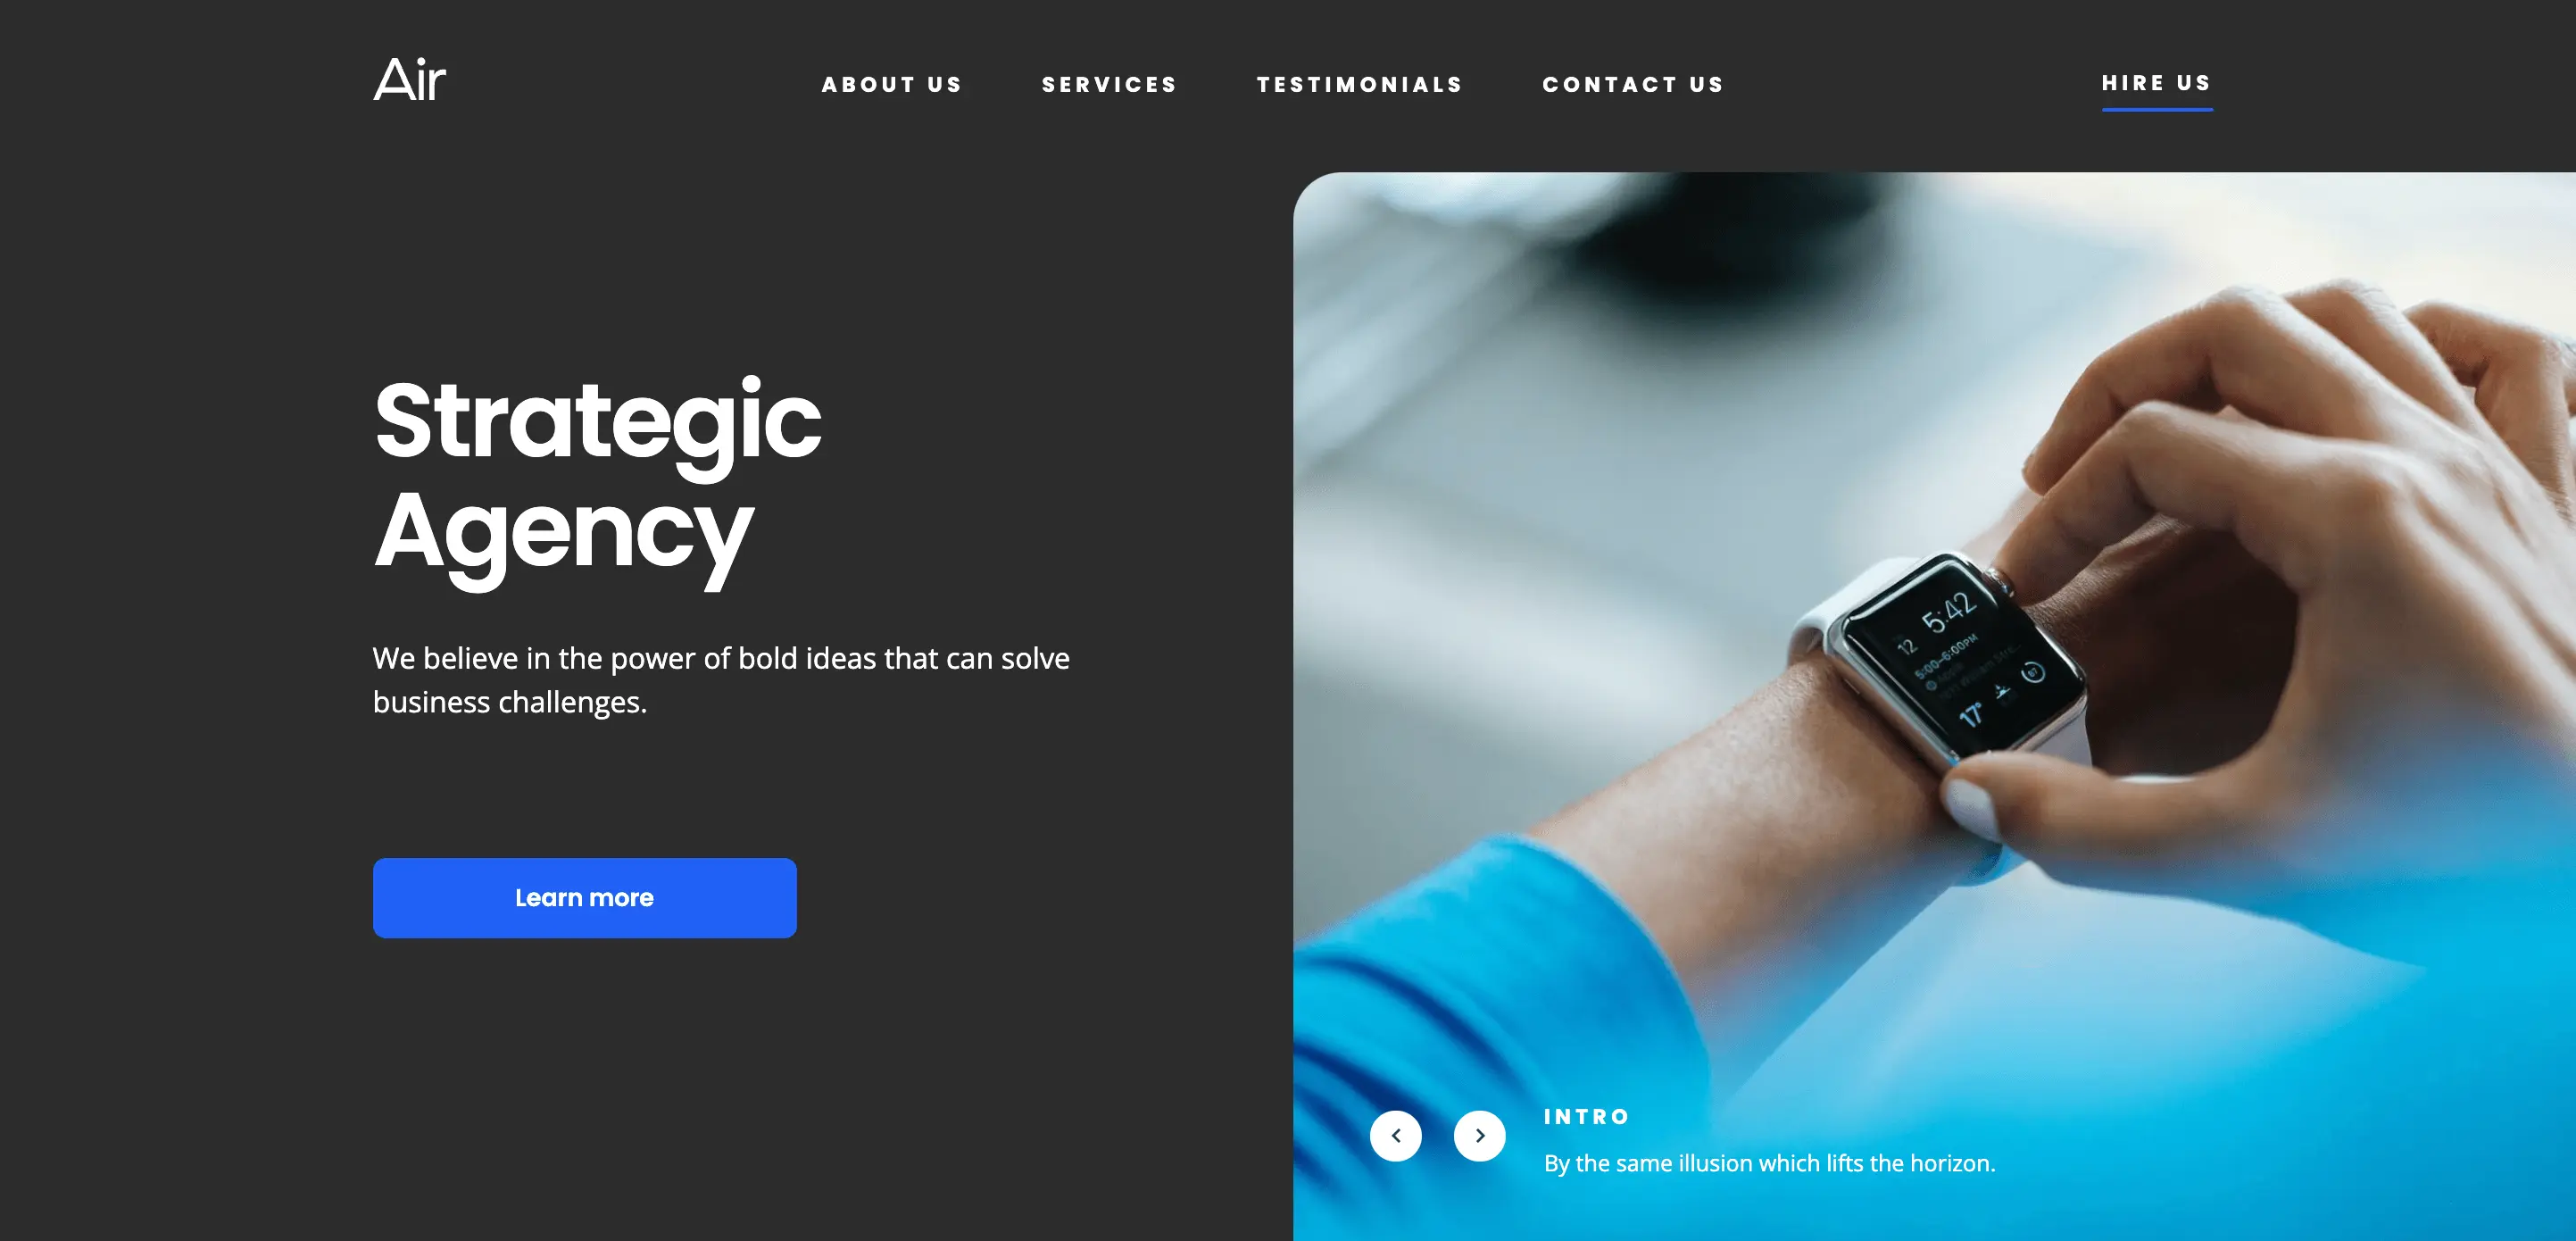 Air
ABOUT US
SERVICES
TESTIMONIALS
CONTACT US
HIRE US
Strategic
Agency
We believe in the power of bold ideas that can solve
business challenges.
Learn more
5:42
12
5:00–6:00PM
17°
INTRO
By the same illusion which lifts the horizon.